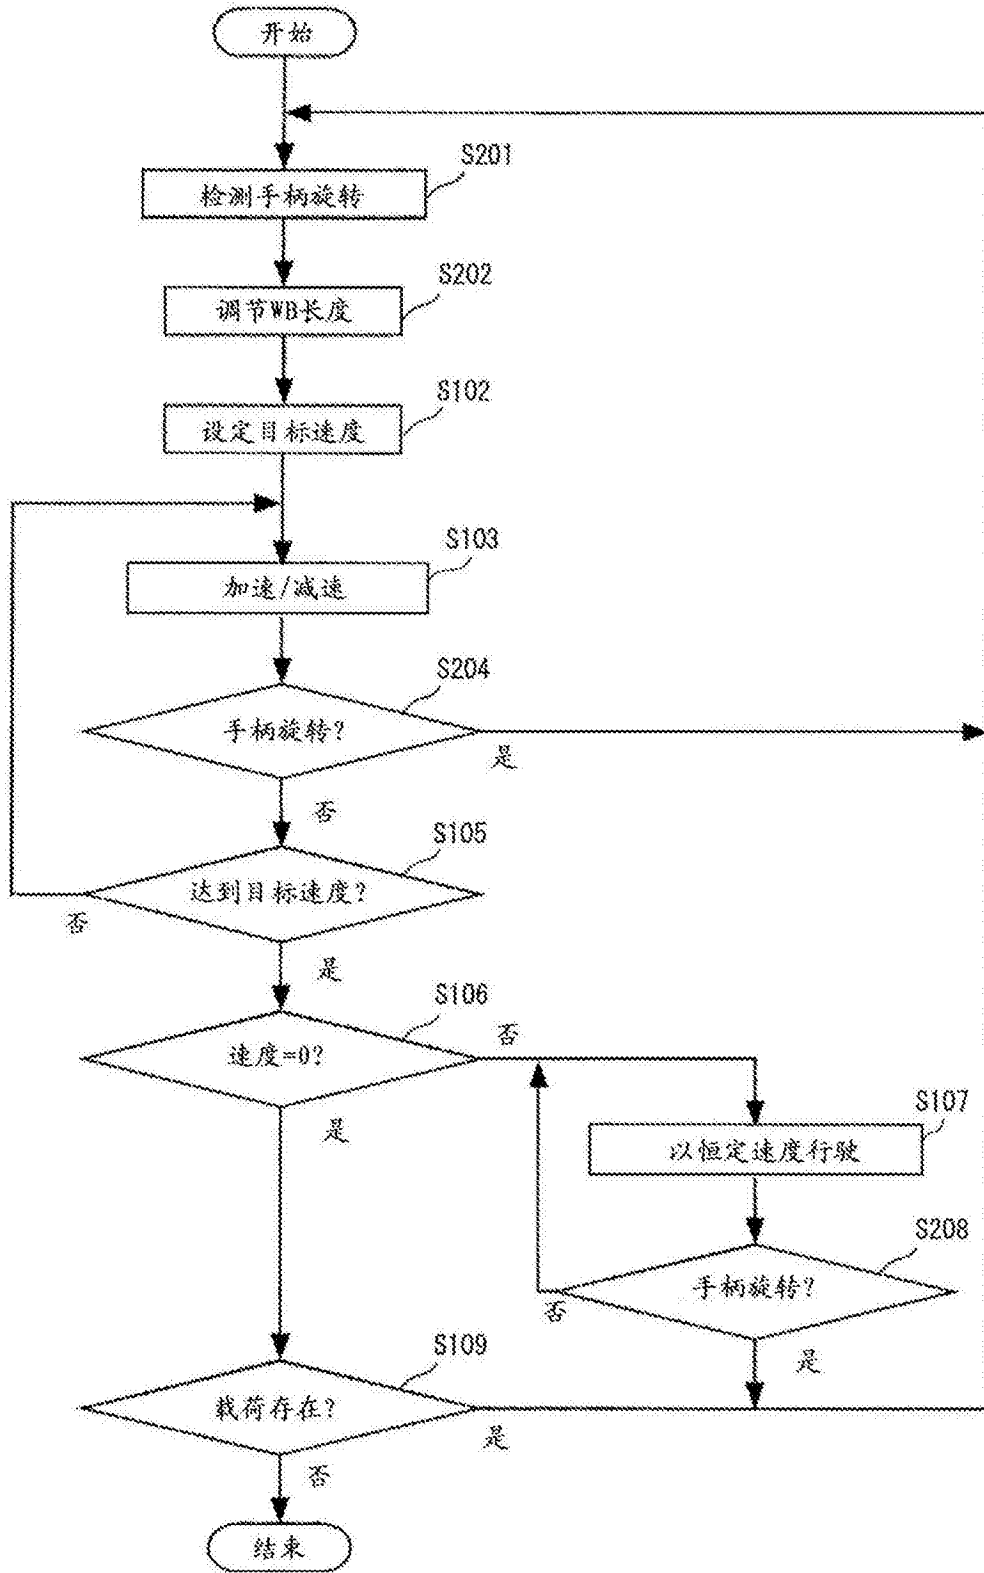 开始
S201
检测手柄旋转
S202
调节WB长度
S102
设定目标速度
S103
加速/减速
S204
手柄旋转?
是
否
S105
达到目标速度?
否
是
S106
速度=0?
否
是
S107
以恒定速度行驶
S208
手柄旋转?
否
是
S109
载荷存在?
是
否
结束